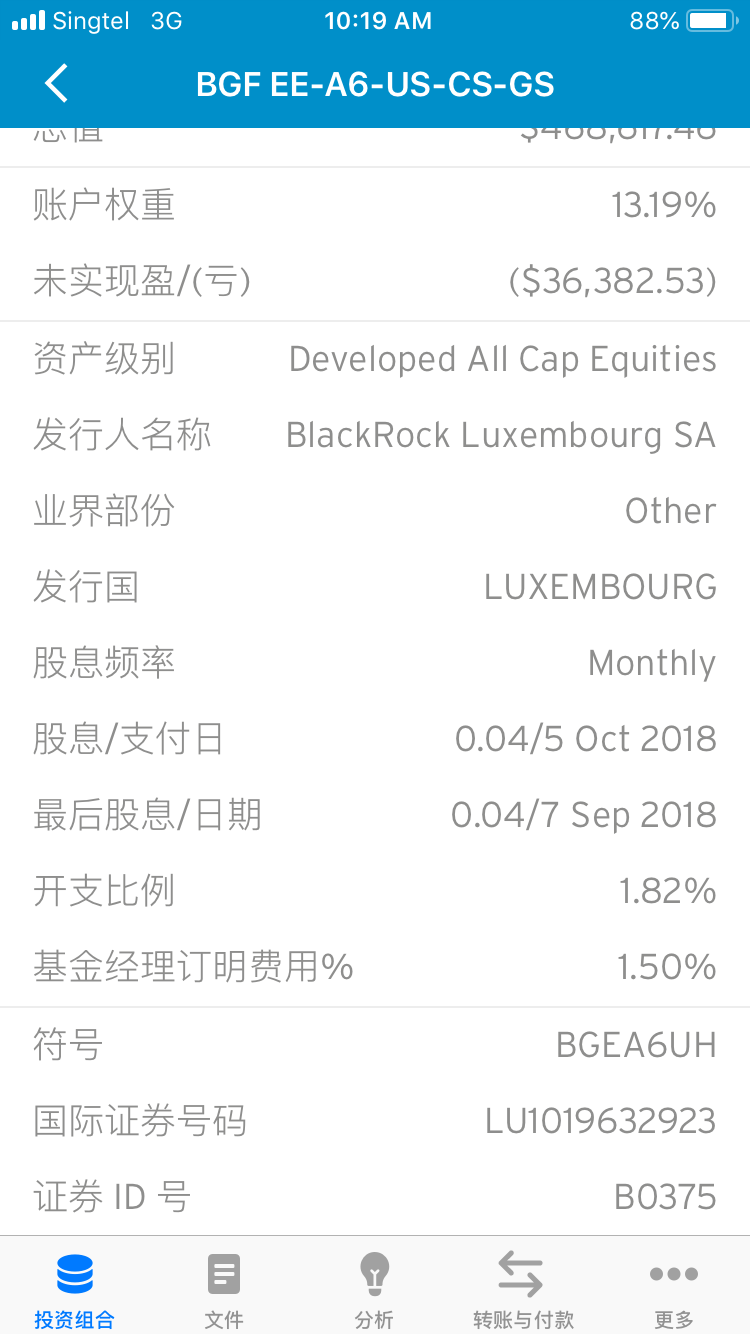 Singtel 3G 10:19 AM 88%
BGF EE-A6-US-CS-GS
总值 $468,617.46
账户权重 13.19%
未实现盈/(亏) ($36,382.53)
资产级别 Developed All Cap Equities
发行人名称 BlackRock Luxembourg SA
业界部份 Other
发行国 LUXEMBOURG
股息频率 Monthly
股息/支付日 0.04/5 Oct 2018
最后股息/日期 0.04/7 Sep 2018
开支比例 1.82%
基金经理订明费用% 1.50%
符号 BGEA6UH
国际证券号码 LU1019632923
证券 ID 号 B0375
投资组合 文件 分析 转账与付款 更多